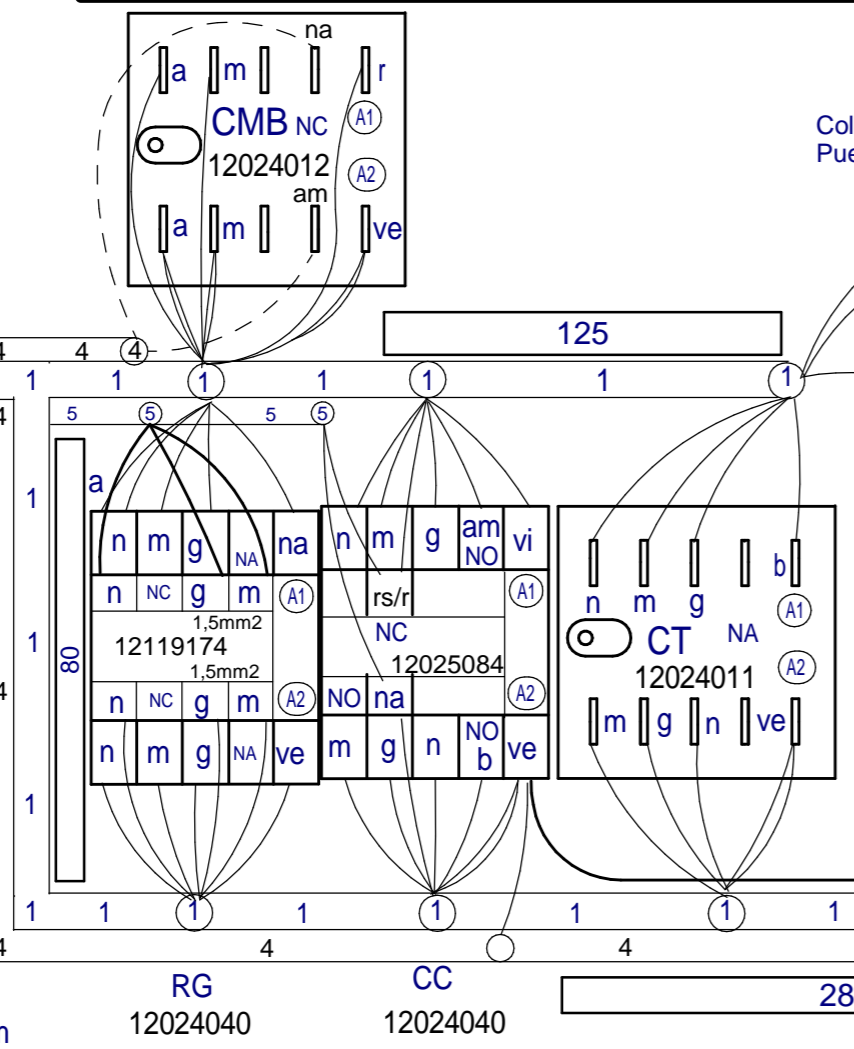 na
a m r
CMB NC A1
12024012 A2
am
a m ve
Col
Pue
125
4 4 4
1 1 1 1 1 1 1
4 5 5 5 5
1 a
n m g NA na n m g am NO vi
n NC g m A1 rs/r A1 n m g b
1,5mm2 NC A1
12119174 12025084 CT NA
1 80 1,5mm2 12024011 A2
4 n NC g m A2 NO na A2 m g n ve
n m g NA ve m g n NO b ve
1
1 1 1 1 1 1 1 1
4 4 4
RG CC 28
12024040 12024040
m